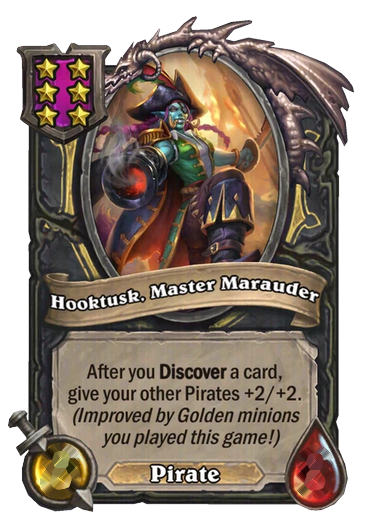 Hooktusk, Master Marauder
After you Discover a card,
give your other Pirates +2/+2.
(Improved by Golden minions
you played this game!)
Pirate